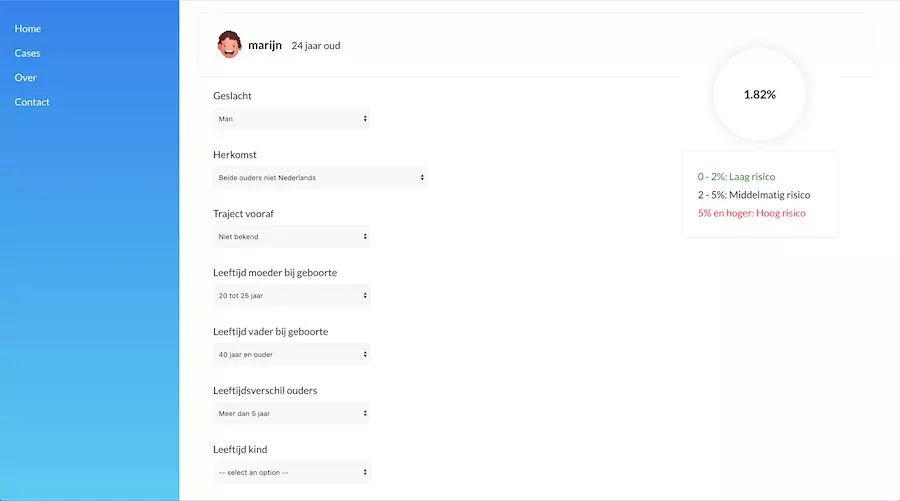 Home
Cases
Over
Contact
marijn 24 jaar oud
1.82%
0 - 2%: Laag risico
2 - 5%: Middelmatig risico
5% en hoger: Hoog risico
Geslacht
Man
Herkomst
Beide ouders niet Nederlands
Traject vooraf
Niet bekend
Leeftijd moeder bij geboorte
20 tot 25 jaar
Leeftijd vader bij geboorte
40 jaar en ouder
Leeftijdsverschil ouders
Meer dan 5 jaar
Leeftijd kind
-- select an option --